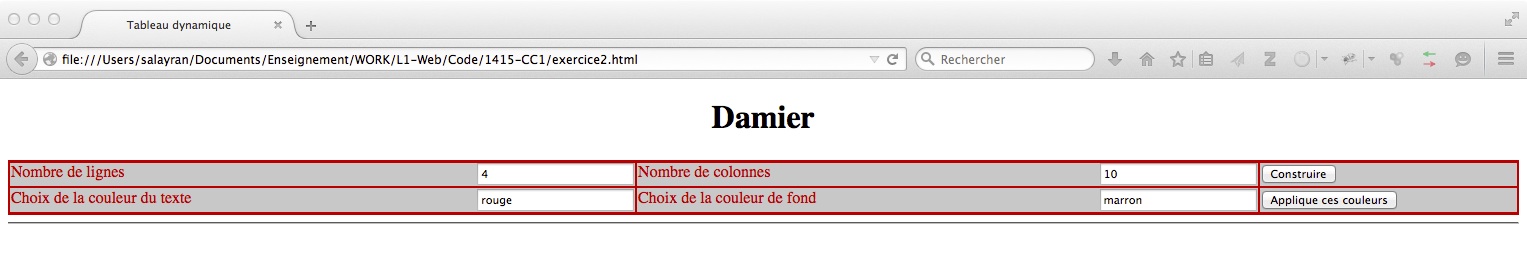 Tableau dynamique
file:///Users/salayran/Documents/Enseignement/WORK/L1-Web/Code/1415-CC1/exercice2.html
Rechercher
Damier
Nombre de lignes 4 Nombre de colonnes 10 Construire
Choix de la couleur du texte rouge Choix de la couleur de fond marron Applique ces couleurs